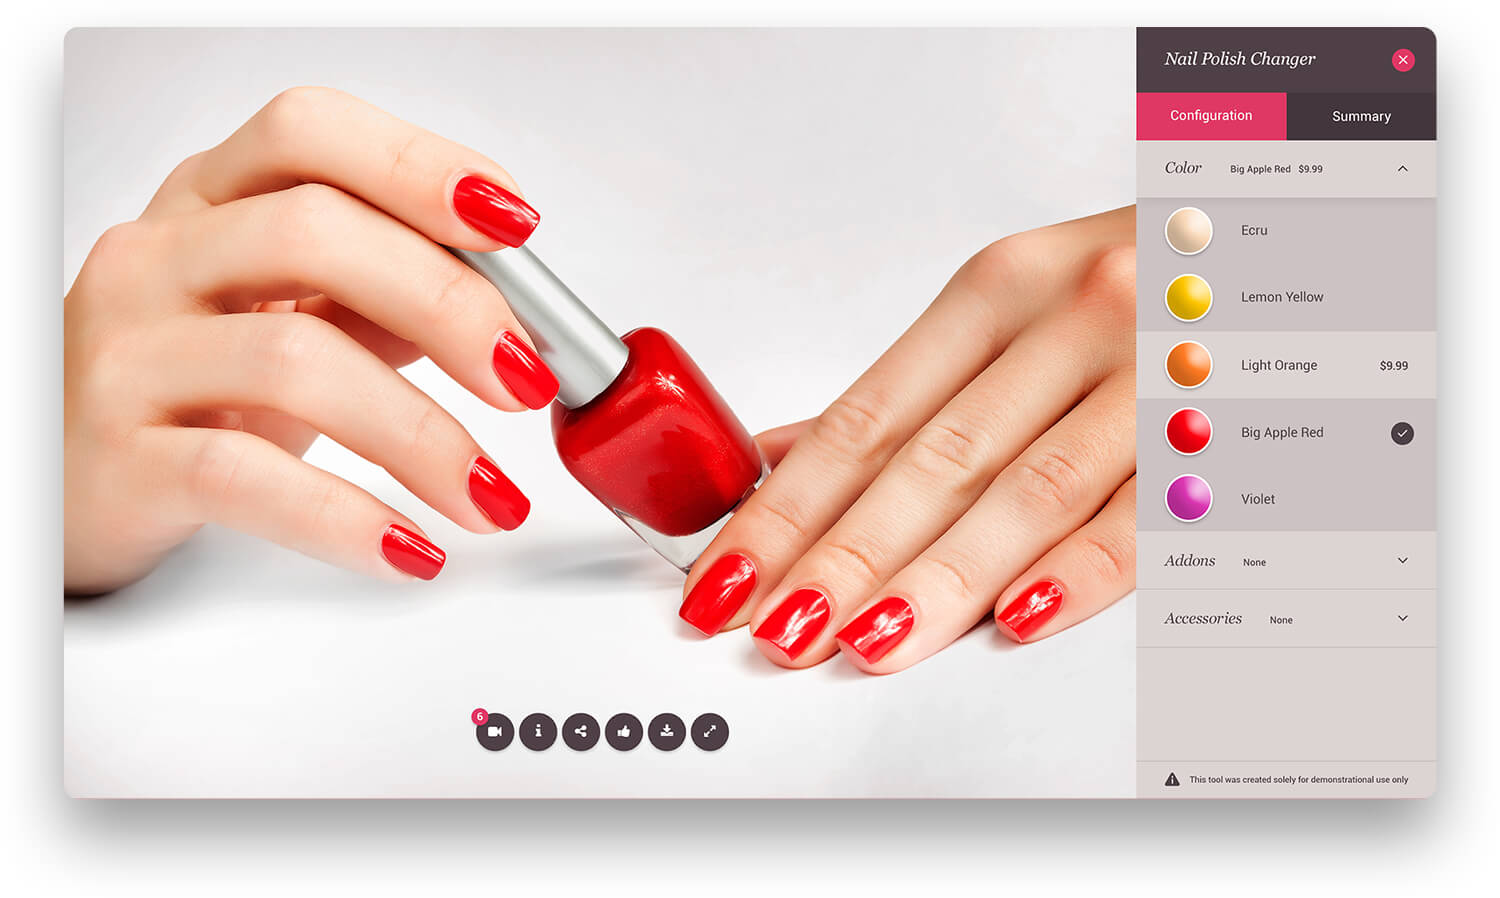 Nail Polish Changer
Configuration
Summary
Color Big Apple Red $9.99
Ecru
Lemon Yellow
Light Orange $9.99
Big Apple Red
Violet
Addons None
Accessories None
6
This tool was created solely for demonstrational use only